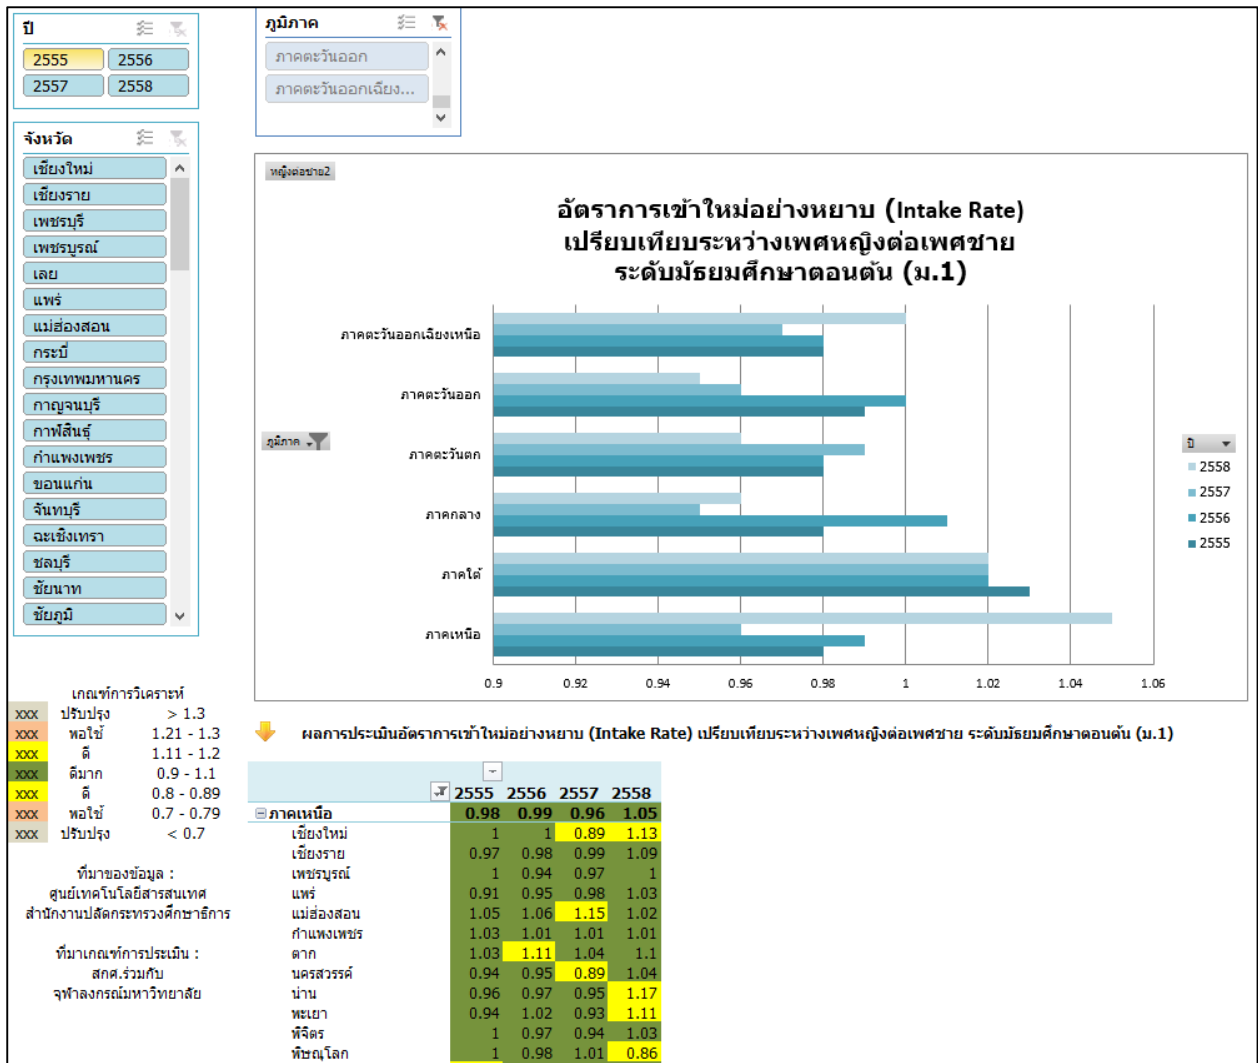 ปี
2555 2556
2557 2558
ภูมิภาค
ภาคตะวันออก
ภาคตะวันออกเฉียง...
จังหวัด
เชียงใหม่
เชียงราย
เพชรบุรี
เพชรบูรณ์
เลย
แพร่
แม่ฮ่องสอน
กระบี่
กรุงเทพมหานคร
กาญจนบุรี
กาฬสินธุ์
กำแพงเพชร
ขอนแก่น
จันทบุรี
ฉะเชิงเทรา
ชลบุรี
ชัยนาท
ชัยภูมิ
หญิงต่อชาย2
อัตราการเข้าใหม่อย่างหยาบ (Intake Rate)
เปรียบเทียบระหว่างเพศหญิงต่อเพศชาย
ระดับมัธยมศึกษาตอนต้น (ม.1)
ภาคตะวันออกเฉียงเหนือ
ภาคตะวันออก
ภูมิภาค
ภาคตะวันตก
ภาคกลาง
ภาคใต้
ภาคเหนือ
0.9 0.92 0.94 0.96 0.98 1 1.02 1.04 1.06
ปี
2558
2557
2556
2555
เกณฑ์การวิเคราะห์
xxx ปรับปรุง > 1.3
xxx พอใช้ 1.21 - 1.3
xxx ดี 1.11 - 1.2
xxx ดีมาก 0.9 - 1.1
xxx ดี 0.8 - 0.89
xxx พอใช้ 0.7 - 0.79
xxx ปรับปรุง < 0.7
ที่มาของข้อมูล :
ศูนย์เทคโนโลยีสารสนเทศ
สำนักงานปลัดกระทรวงศึกษาธิการ
ที่มาเกณฑ์การประเมิน :
สกศ.ร่วมกับ
จุฬาลงกรณ์มหาวิทยาลัย
ผลการประเมินอัตราการเข้าใหม่อย่างหยาบ (Intake Rate) เปรียบเทียบระหว่างเพศหญิงต่อเพศชาย ระดับมัธยมศึกษาตอนต้น (ม.1)
2555 2556 2557 2558
ภาคเหนือ 0.98 0.99 0.96 1.05
เชียงใหม่ 1 1 0.89 1.13
เชียงราย 0.97 0.98 0.99 1.09
เพชรบูรณ์ 1 0.94 0.97 1
แพร่ 0.91 0.95 0.98 1.03
แม่ฮ่องสอน 1.05 1.06 1.15 1.02
กำแพงเพชร 1.03 1.01 1.01 1.01
ตาก 1.03 1.11 1.04 1.1
นครสวรรค์ 0.94 0.95 0.89 1.04
น่าน 0.96 0.97 0.95 1.17
พะเยา 0.94 1.02 0.93 1.11
พิจิตร 1 0.97 0.94 1.03
พิษณุโลก 1 0.98 1.01 0.86